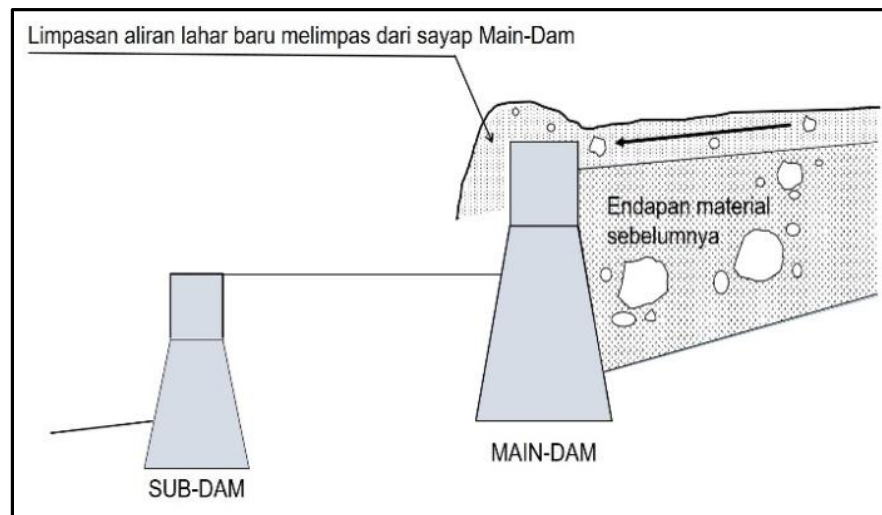 Limpasan aliran lahar baru melimpas dari sayap Main-Dam
Endapan material
sebelumnya
MAIN-DAM
SUB-DAM